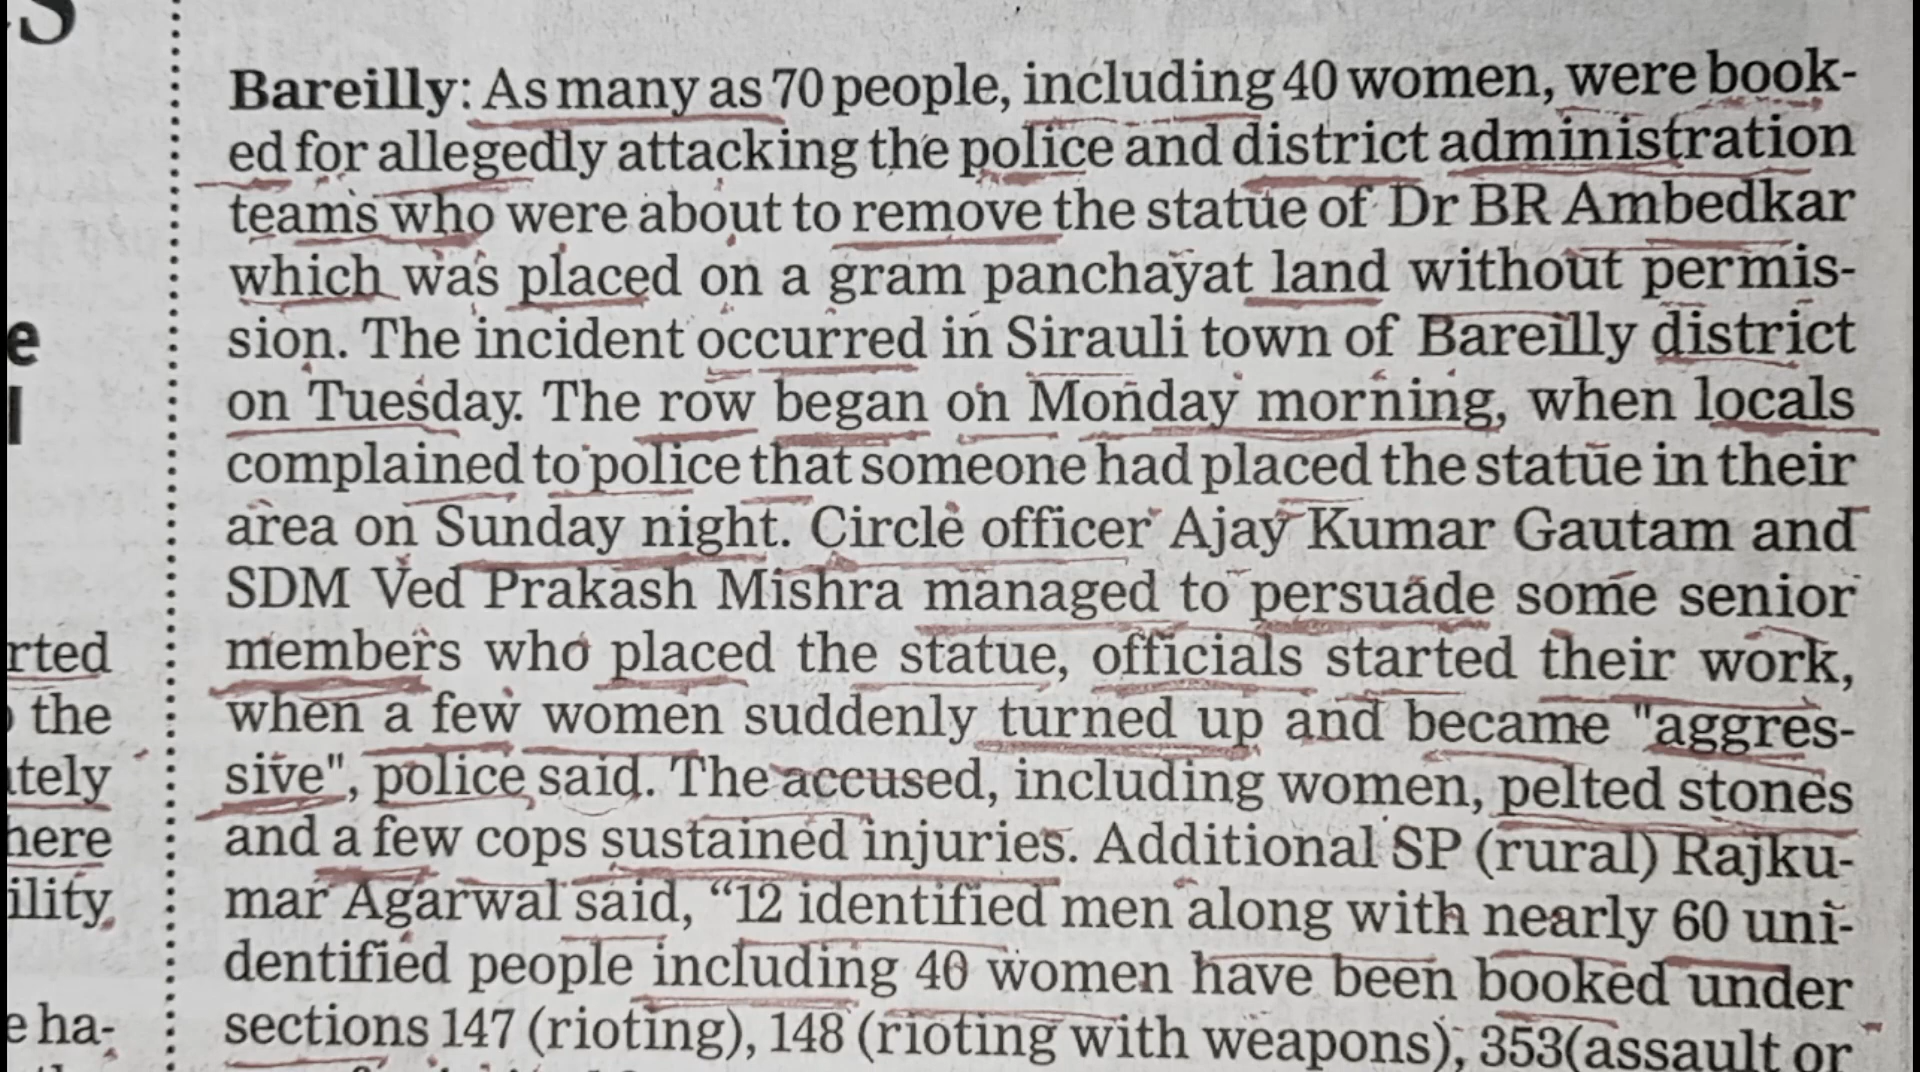 S
Bareilly: As many as 70 people, including 40 women, were book-
ed for allegedly attacking the police and district administration
teams who were about to remove the statue of Dr BR Ambedkar
which was placed on a gram panchayat land without permis-
sion. The incident occurred in Sirauli town of Bareilly district
on Tuesday. The row began on Monday morning, when locals
complained to police that someone had placed the statue in their
area on Sunday night. Circle officer Ajay Kumar Gautam and
SDM Ved Prakash Mishra managed to persuade some senior
members who placed the statue, officials started their work,
when a few women suddenly turned up and became "aggres-
sive", police said. The accused, including women, pelted stones
and a few cops sustained injuries. Additional SP (rural) Rajku-
mar Agarwal said, “12 identified men along with nearly 60 uni-
dentified people including 40 women have been booked under
sections 147 (rioting), 148 (rioting with weapons), 353(assault or
e
l
rted
the
tely
here
ility.
e ha-